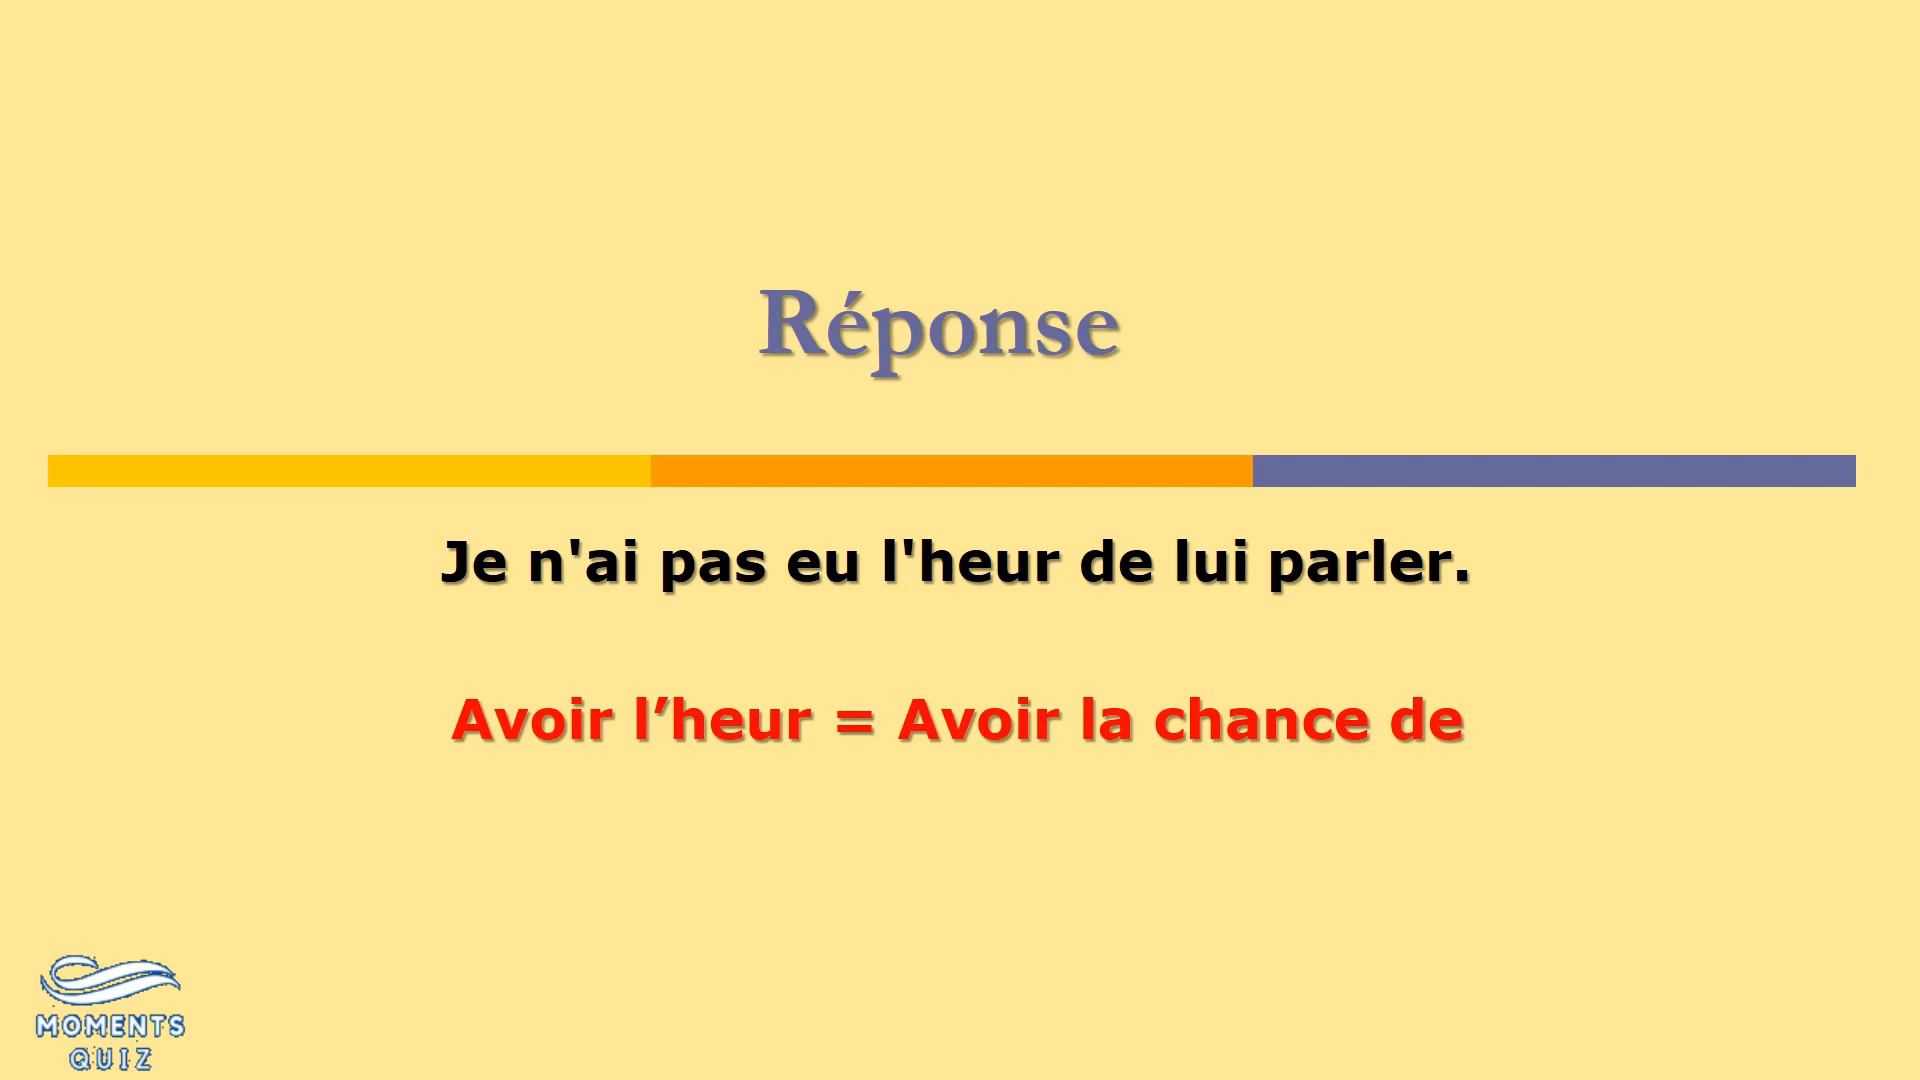 Réponse
Je n'ai pas eu l'heur de lui parler.
Avoir l’heur = Avoir la chance de
MOMENTS
QUIZ